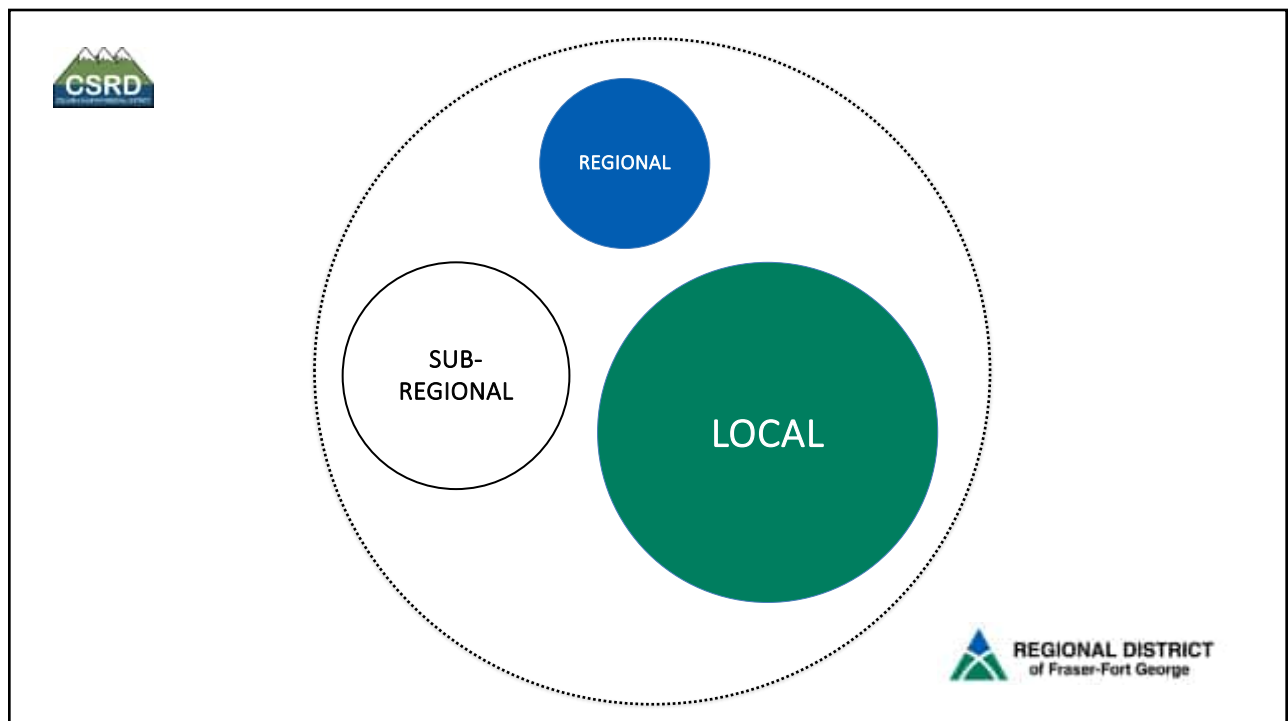 CSRD
REGIONAL
SUB-
REGIONAL
LOCAL
REGIONAL DISTRICT
of Fraser-Fort George